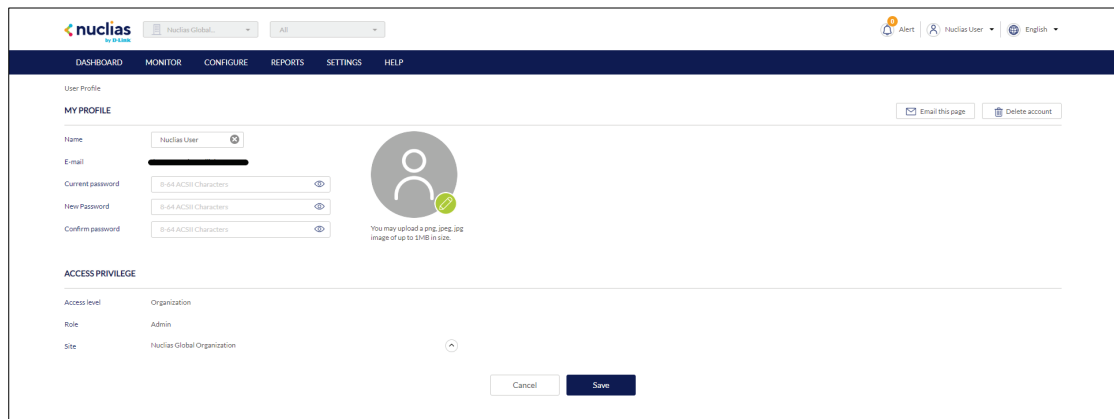 nuclias
by D-Link
Nuclias Global...
All
0
Alert
Nuclias User
English
DASHBOARD MONITOR CONFIGURE REPORTS SETTINGS HELP
User Profile
MY PROFILE
Email this page
Delete account
Name
Nuclias User
E-mail
Current password
8-64 ACSII Characters
New Password
8-64 ACSII Characters
Confirm password
8-64 ACSII Characters
You may upload a png, jpeg, jpg
image of up to 1MB in size.
ACCESS PRIVILEGE
Access level Organization
Role Admin
Site Nuclias Global Organization
Cancel Save